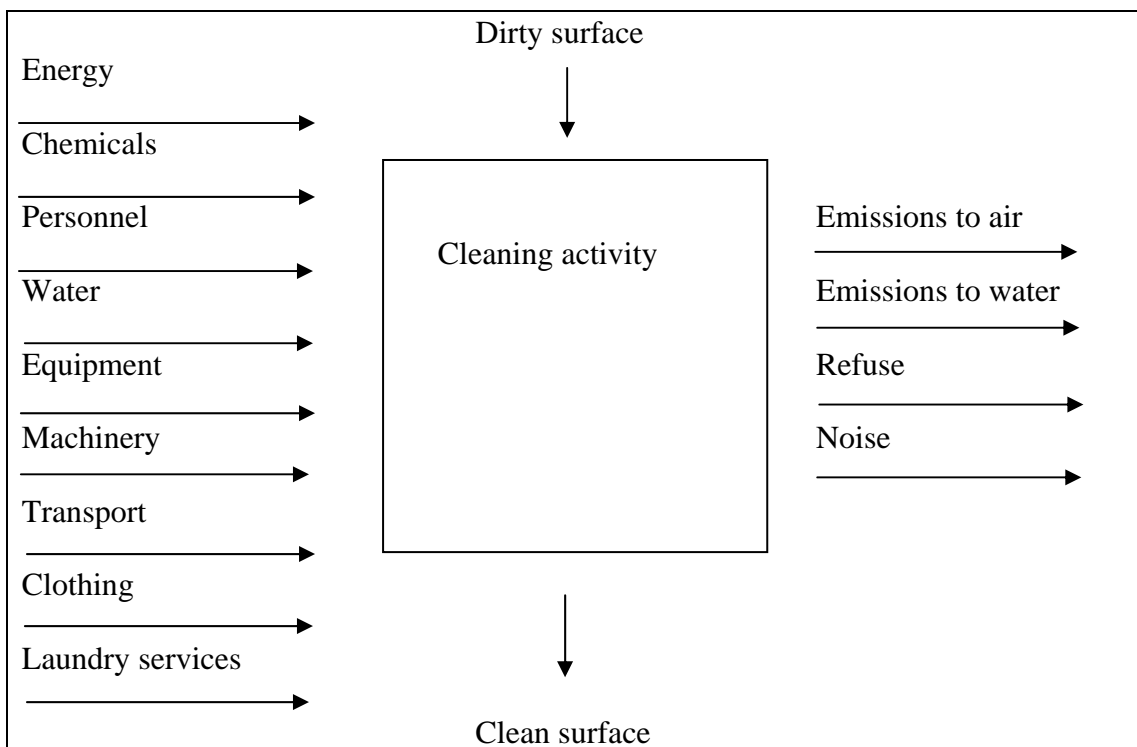 Dirty surface
Energy
Chemicals
Personnel
Water
Equipment
Machinery
Transport
Clothing
Laundry services
Cleaning activity
Emissions to air
Emissions to water
Refuse
Noise
Clean surface